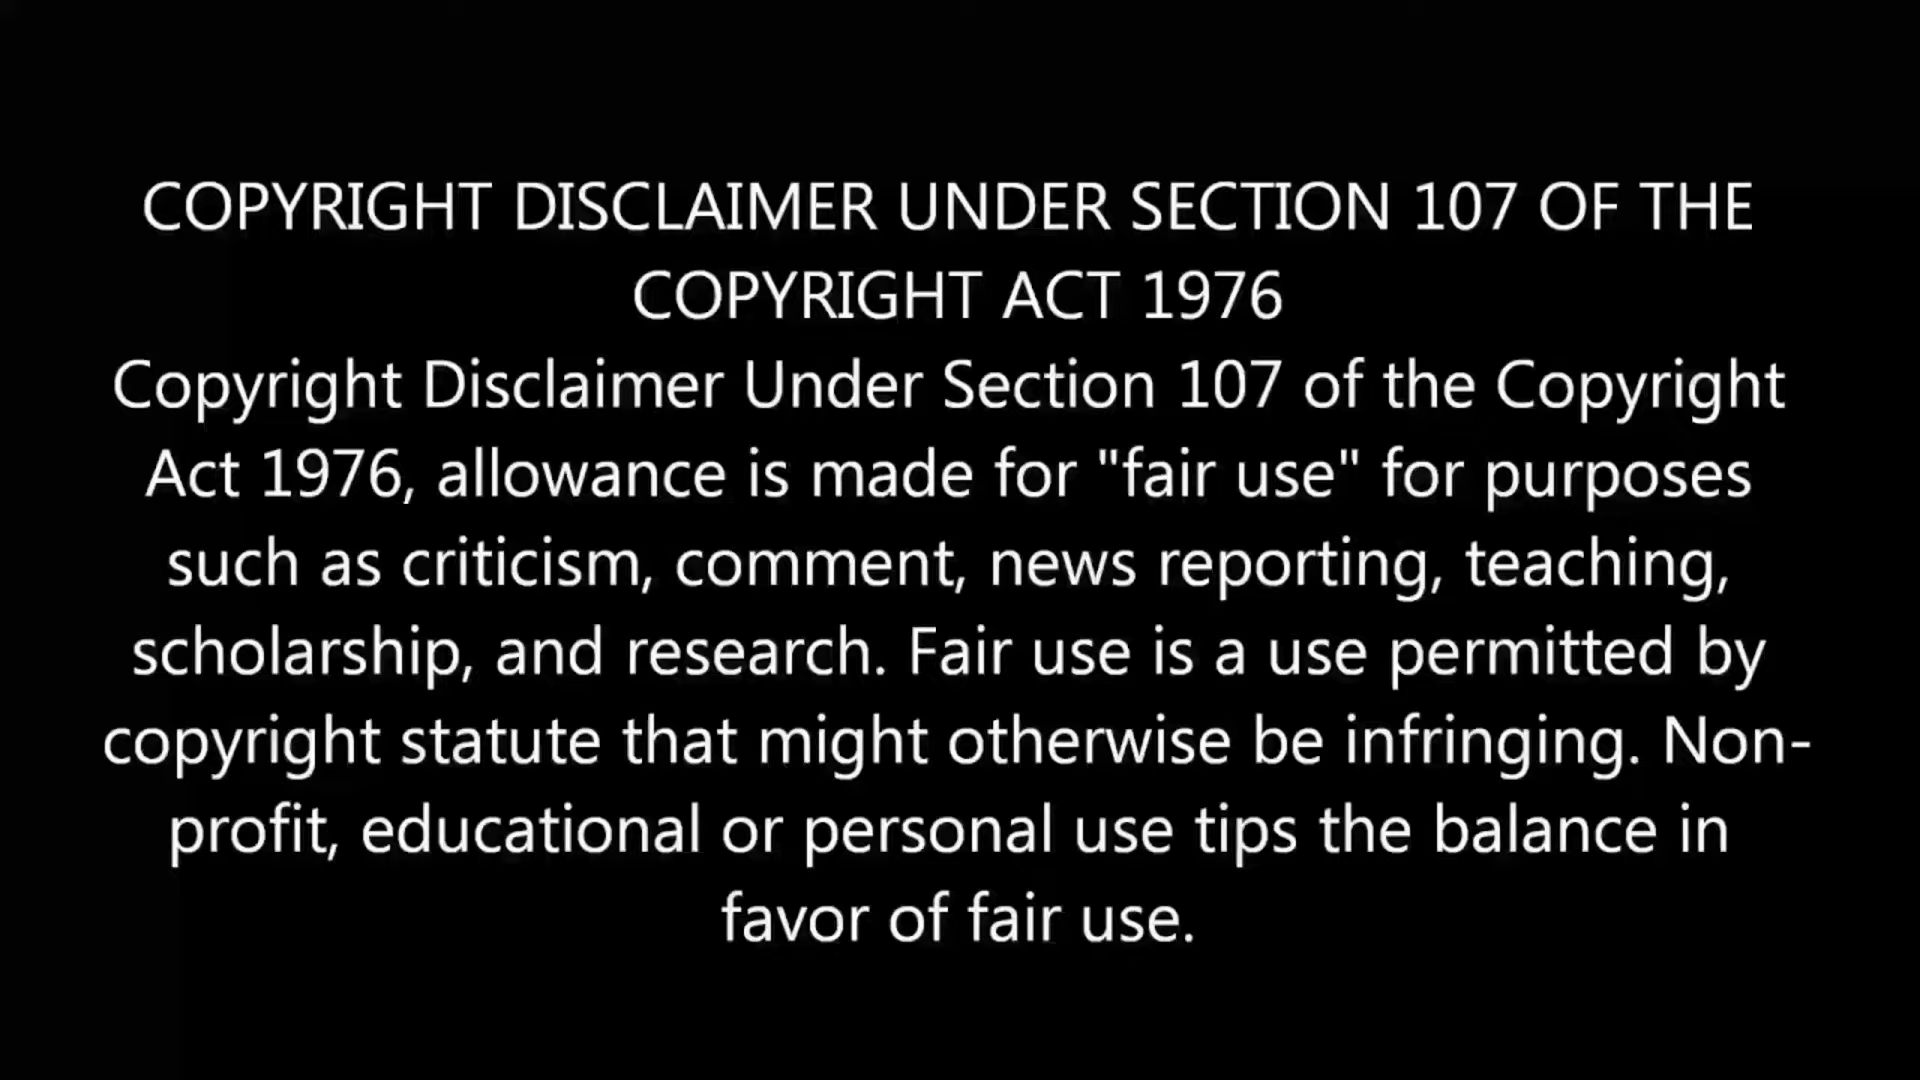 COPYRIGHT DISCLAIMER UNDER SECTION 107 OF THE
COPYRIGHT ACT 1976
Copyright Disclaimer Under Section 107 of the Copyright
Act 1976, allowance is made for "fair use" for purposes
such as criticism, comment, news reporting, teaching,
scholarship, and research. Fair use is a use permitted by
copyright statute that might otherwise be infringing. Non-
profit, educational or personal use tips the balance in
favor of fair use.